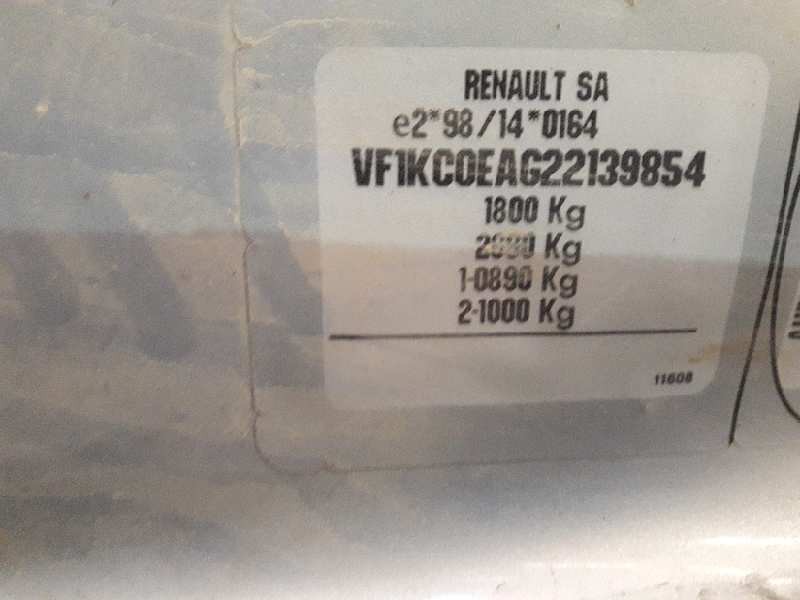 RENAULT SA
e2*98/14*0164
VF1KC0EAG22139854
1800 Kg
Kg
1-0890 Kg
2-1000 Kg
11608